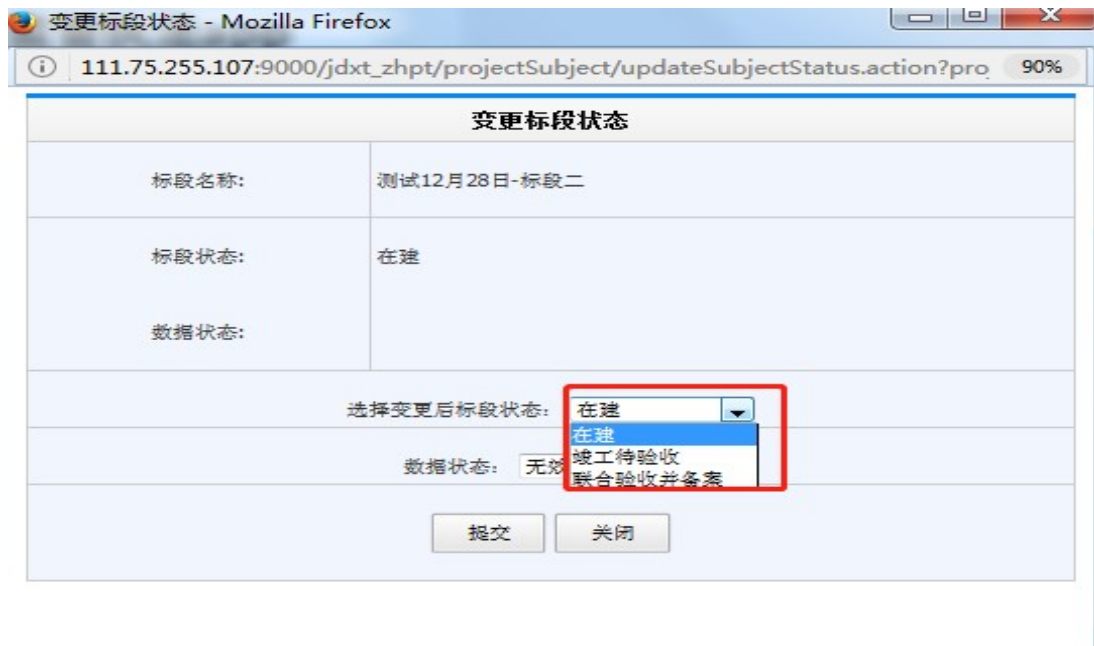 变更标段状态 - Mozilla Firefox
111.75.255.107:9000/jdxt_zhpt/projectSubject/updateSubjectStatus.action?pro 90%
变更标段状态
标段名称: 测试12月28日-标段二
标段状态: 在建
数据状态:
选择变更后标段状态: 在建
在建
竣工待验收
数据状态: 无效
联合验收并备案
提交 关闭